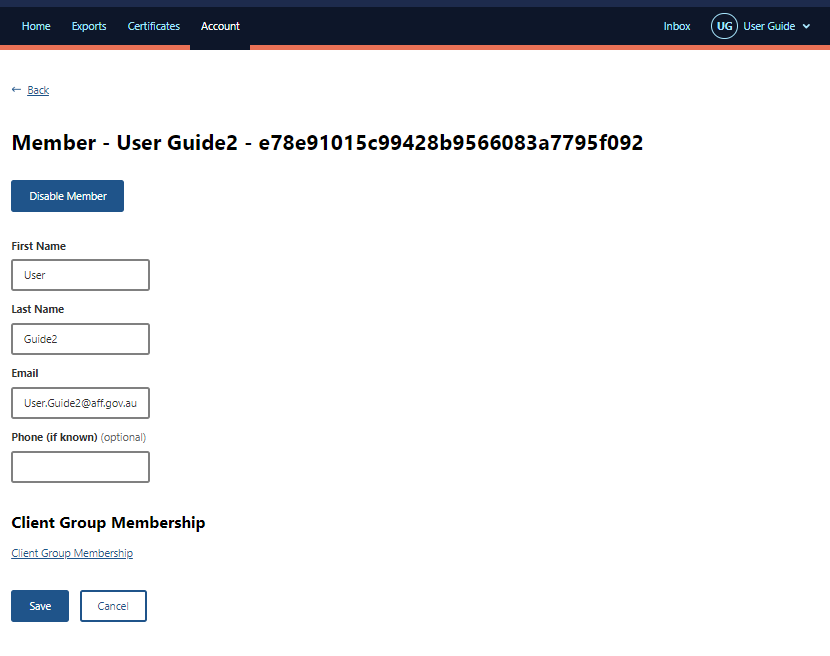 Home Exports Certificates Account Inbox UG User Guide
← Back
Member - User Guide2 - e78e91015c99428b9566083a7795f092
Disable Member
First Name
User
Last Name
Guide2
Email
User.Guide2@aff.gov.au
Phone (if known) (optional)
Client Group Membership
Client Group Membership
Save Cancel